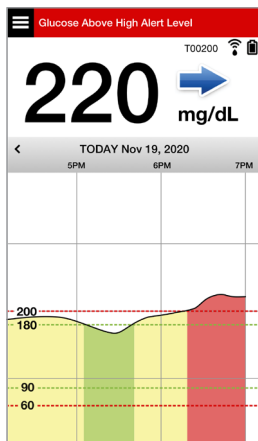 Glucose Above High Alert Level
T00200
220
mg/dL
< TODAY Nov 19, 2020
5PM 6PM 7PM
200
180
90
60